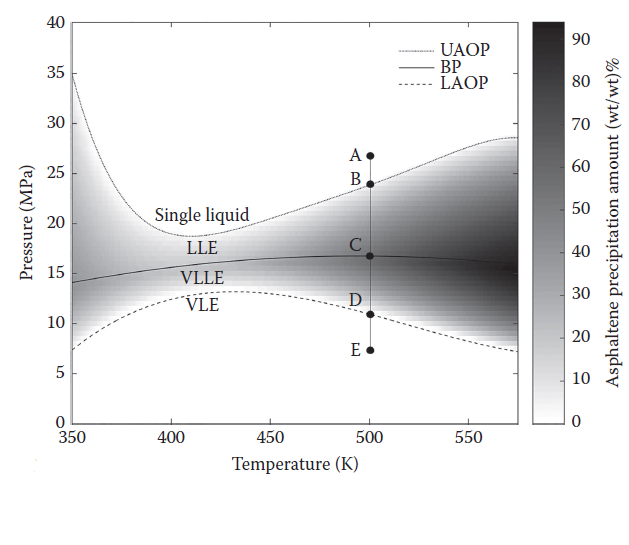 40
35
30
25
20
15
10
5
0
Pressure (MPa)
350
400
450
500
550
Temperature (K)
UAOP
BP
LAOP
A
B
C
D
E
Single liquid
LLE
VLLE
VLE
90
80
70
60
50
40
30
20
10
0
Asphaltene precipitation amount (wt/wt)%